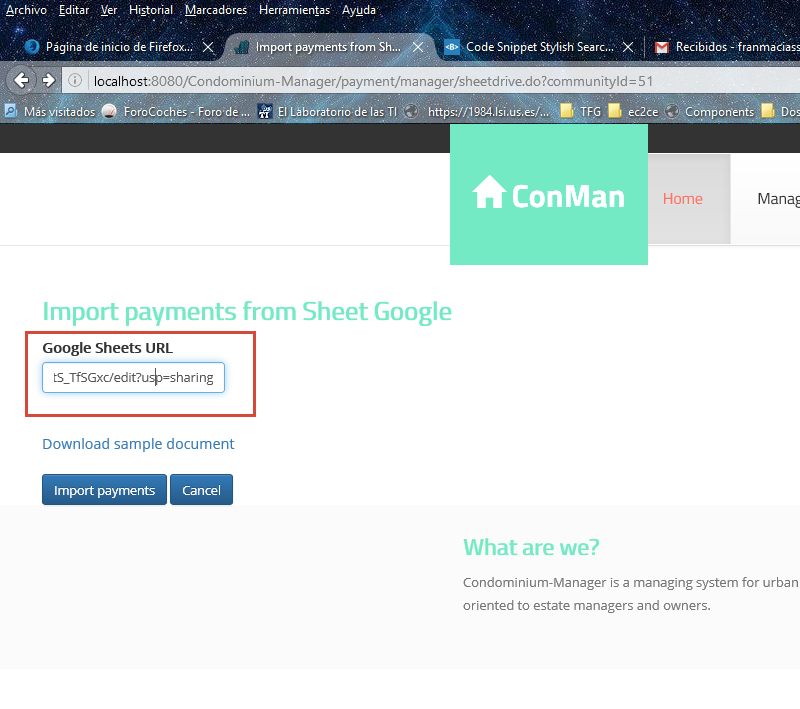 Archivo Editar Ver Historial Marcadores Herramientas Ayuda
Página de inicio de Firefox... Import payments from Sh... <B> Code Snippet Stylish Searc... Recibidos - franmaciass
localhost:8080/Condominium-Manager/payment/manager/sheetdrive.do?communityId=51
Más visitados ForoCoches - Foro de ... El Laboratorio de las TI https://1984.lsi.us.es/... TFG ec2ce Components Dos
ConMan
Home Manag
Import payments from Sheet Google
Google Sheets URL
tS_TfSGxc/edit?usp=sharing
Download sample document
Import payments Cancel
What are we?
Condominium-Manager is a managing system for urban
oriented to estate managers and owners.